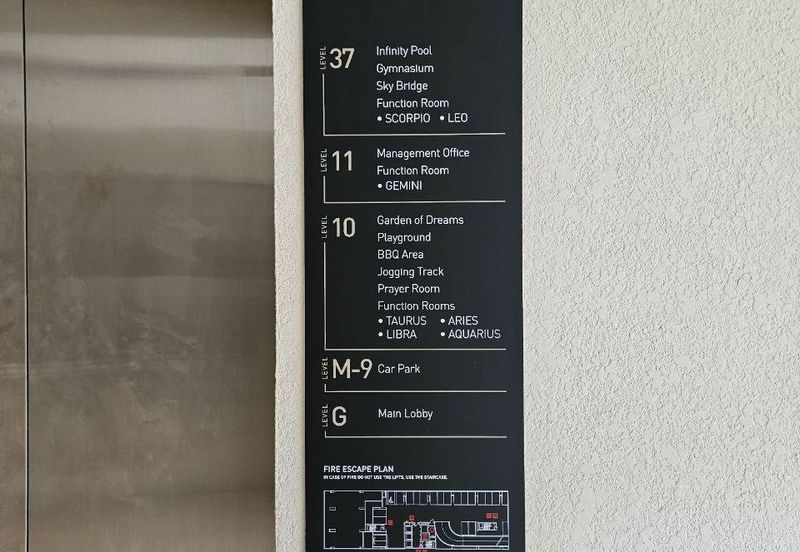 LEVEL 37 Infinity Pool
Gymnasium
Sky Bridge
Function Room
• SCORPIO • LEO
LEVEL 11 Management Office
Function Room
• GEMINI
LEVEL 10 Garden of Dreams
Playground
BBQ Area
Jogging Track
Prayer Room
Function Rooms
• TAURUS • ARIES
• LIBRA • AQUARIUS
LEVEL M-9 Car Park
LEVEL G Main Lobby
FIRE ESCAPE PLAN
IN CASE OF FIRE DO NOT USE THE LIFTS, USE THE STAIRCASE.